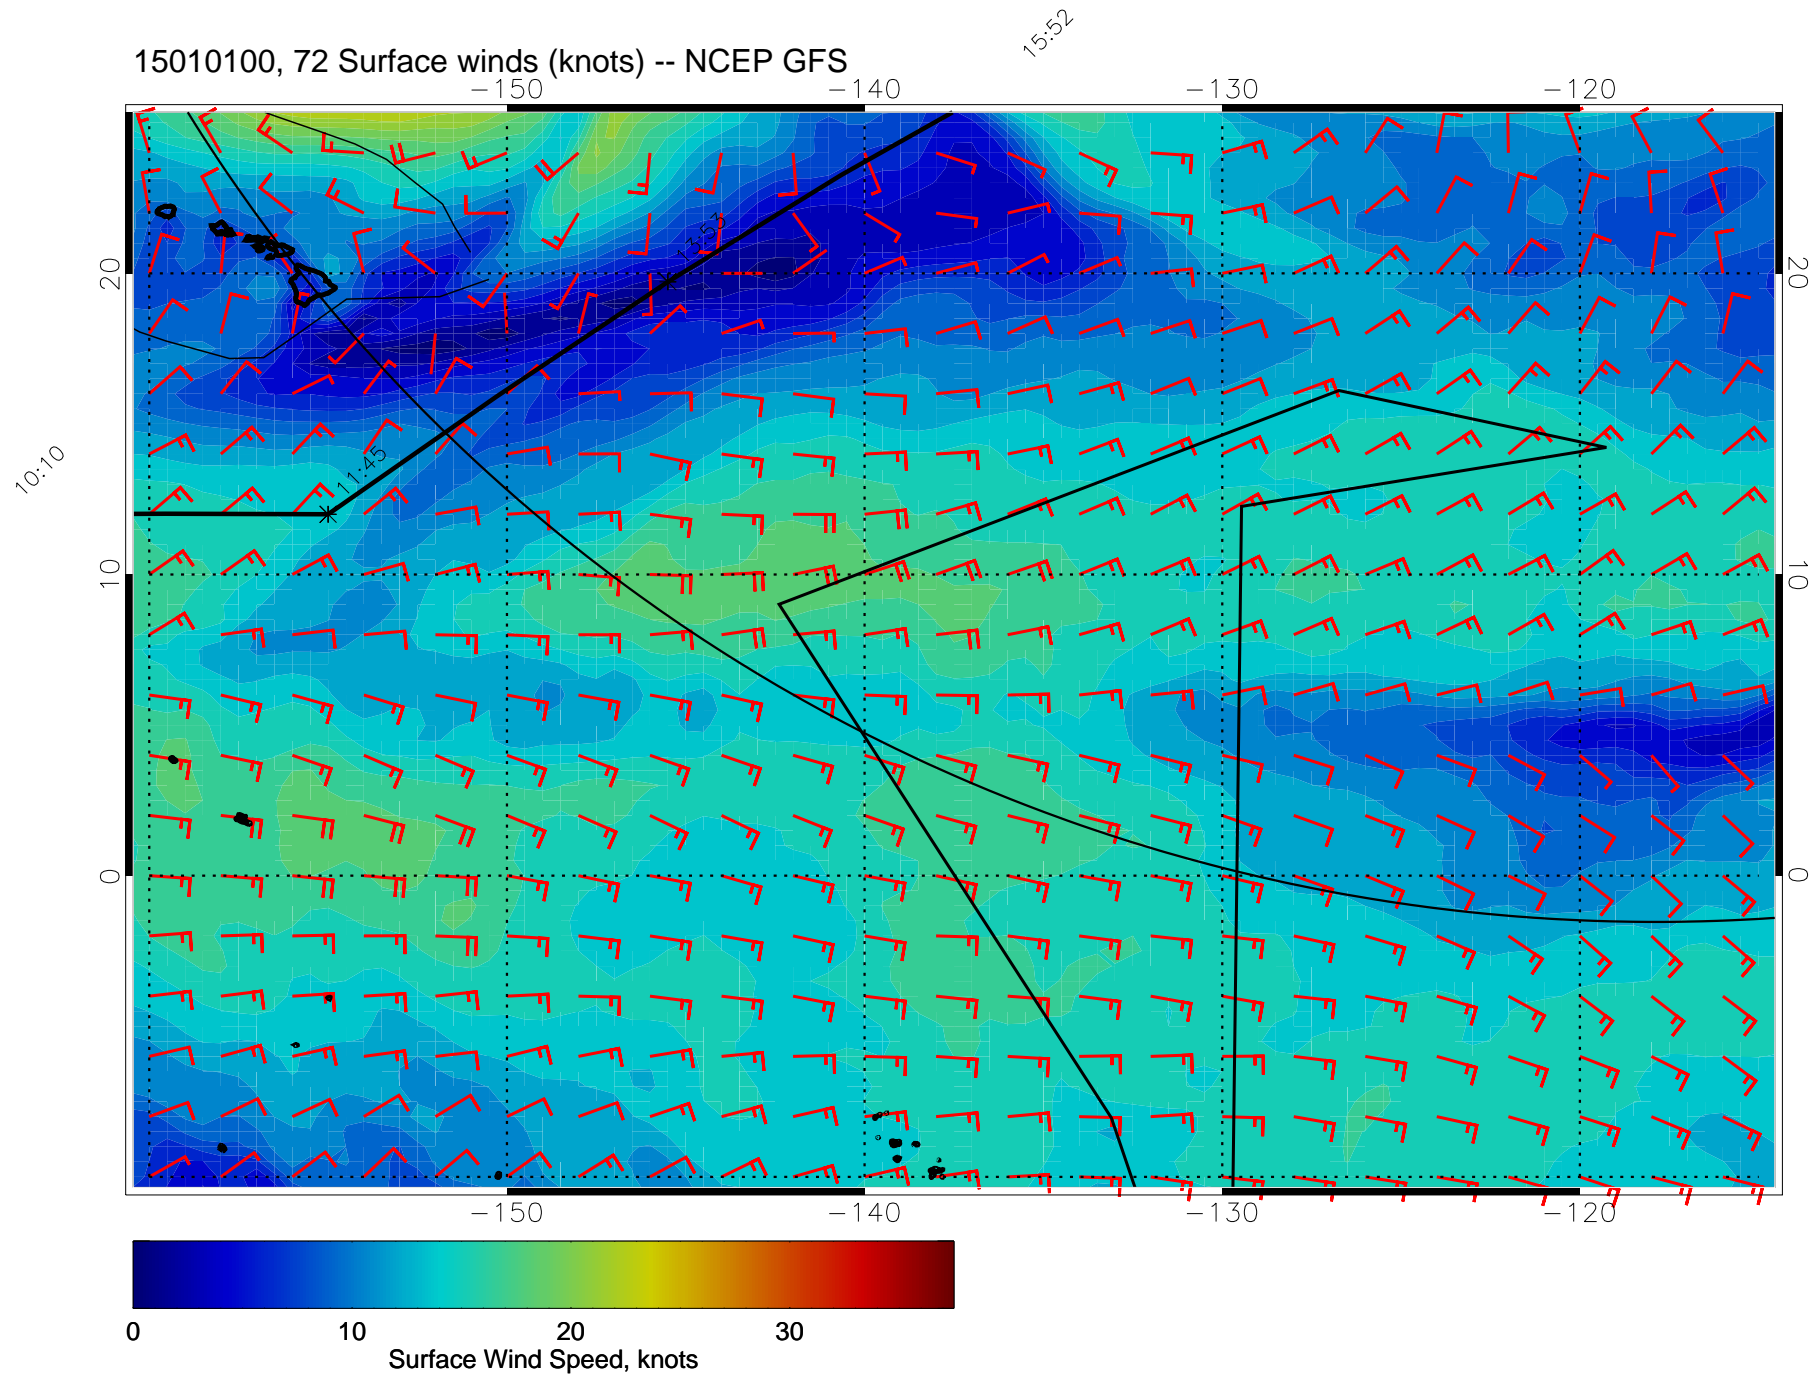 15:52
15010100, 72 Surface winds (knots) -- NCEP GFS
-150 -140 -130 -120
13:53
20 20
10:10
11:45
10 10
0 0
-150 -140 -130 -120
0 10 20 30
Surface Wind Speed, knots